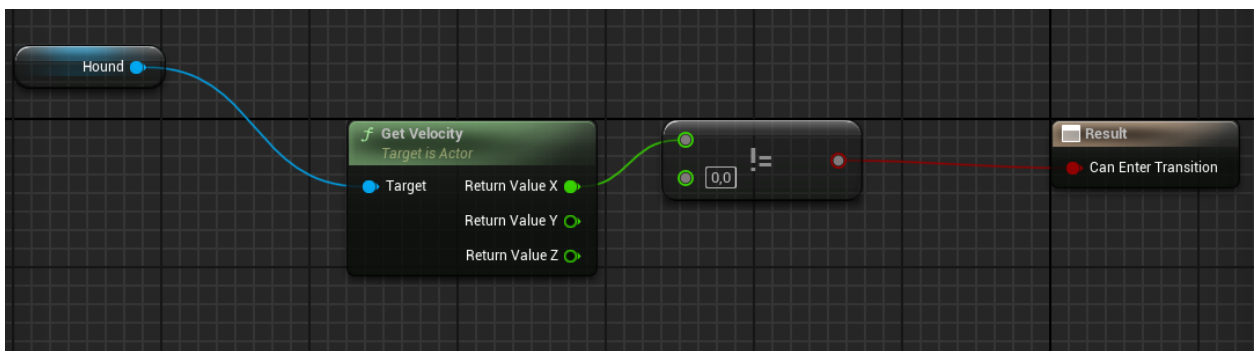 Hound
f Get Velocity
Target is Actor
Target Return Value X
Return Value Y
Return Value Z
0,0
!=
Result
Can Enter Transition